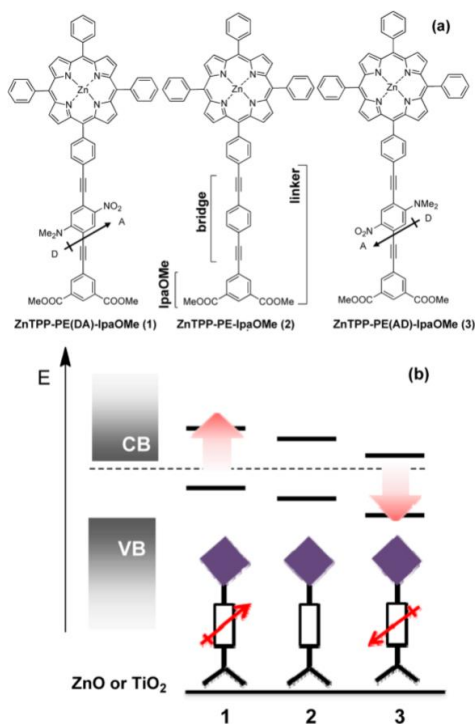 (a)
N N N N Zn
N N N N Zn
N N N N Zn
NO₂
Me₂N
A
D
MeOOC COOMe
bridge
linker
IpaOMe
MeOOC COOMe
NMe₂
D
O₂N
A
MeOOC COOMe
ZnTPP-PE(DA)-IpaOMe (1) ZnTPP-PE-IpaOMe (2) ZnTPP-PE(AD)-IpaOMe (3)
E
(b)
CB
VB
ZnO or TiO₂
1 2 3